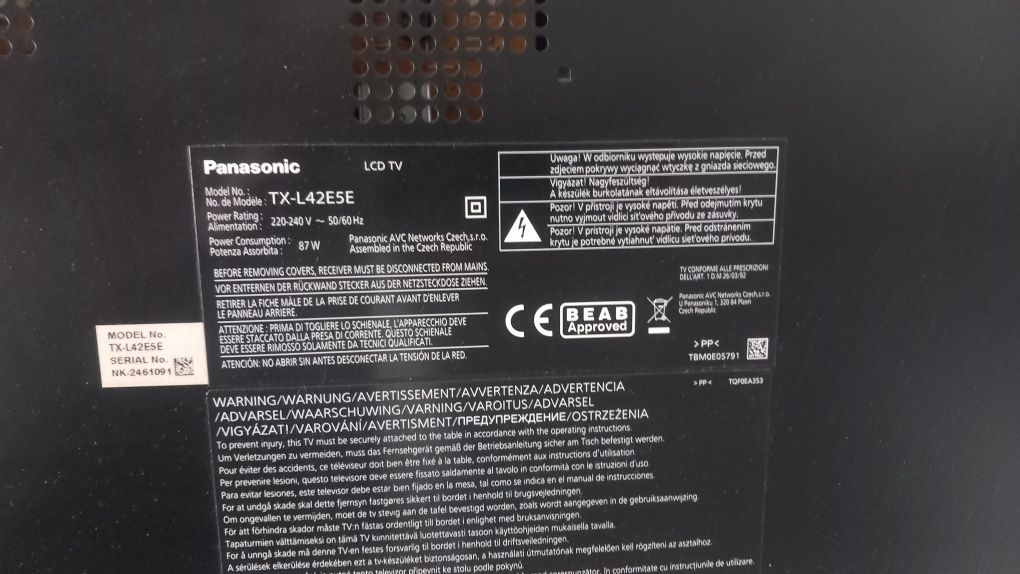 Panasonic
LCD TV
Model No. :
No. de Modèle : TX-L42E5E
Power Rating :
Alimentation : 220-240 V ~ 50/60 Hz
Power Consumption :
Potenza Assorbita : 87 W
Panasonic AVC Networks Czech,s.r.o.
Assembled in the Czech Republic
BEFORE REMOVING COVERS, RECEIVER MUST BE DISCONNECTED FROM MAINS.
VOR ENTFERNEN DER RÜCKWAND STECKER AUS DER NETZSTECKDOSE ZIEHEN.
RETIRER LA FICHE MÂLE DE LA PRISE DE COURANT AVANT D'ENLEVER
LE PANNEAU ARRIERE.
ATTENZIONE : PRIMA DI TOGLIERE LO SCHIENALE, L'APPARECCHIO DEVE
ESSERE STACCATO DALLA PRESA DI CORRENTE. QUESTO SCHIENALE
DEVE ESSERE RIMOSSO SOLAMENTE DA TECNICI QUALIFICATI.
ATENCIÓN: NO ABRIR SIN ANTES DESCONECTAR LA TENSIÓN DE LA RED.
Uwaga! W odbiorniku występuje wysokie napięcie. Przed
zdjęciem pokrywy wyciągnąć wtyczkę z gniazda sieciowego.
Vigyázat! Nagyfeszültség!
A készülék burkolatának eltávolítása életveszélyes!
Pozor! V přístroji je vysoké napětí. Před odejmutím krytu
nutno vyjmout vidlici síťového přívodu ze zásuvky.
Pozor! V prístroji je vysoké napätie. Pred odstránením
krytu je potrebné vytiahnuť vidlicu sieťového prívodu.
TV CONFORME ALLE PRESCRIZIONI
DELL'ART. 1 D.M.26/03/92
Panasonic AVC Networks Czech,s.r.o.
U Panasoniku 1, 320 84 Plzen
Czech Republic
CE
BEAB
Approved
>PP<
TBM0E05791
MODEL No.
TX-L42E5E
SERIAL No.
NK-2461091
>PP< TQF0EA353
WARNING/WARNUNG/AVERTISSEMENT/AVVERTENZA/ADVERTENCIA
/ADVARSEL/WAARSCHUWING/VARNING/VAROITUS/ADVARSEL
/VIGYÁZAT!/VAROVÁNÍ/AVERTISMENT/ПРЕДУПРЕЖДЕНИЕ/OSTRZEŻENIA
To prevent injury, this TV must be securely attached to the table in accordance with the operating instructions.
Um Verletzungen zu vermeiden, muss das Fernsehgerät gemäß der Betriebsanleitung sicher am Tisch befestigt werden.
Pour éviter des accidents, ce téléviseur dort bien être fixé à la table, conformément aux instructions d'utilisation.
Per prevenire lesioni, questo televisore deve essere fissato saldamente al tavolo in conformità con le istruzioni d'uso.
Para evitar lesiones, este televisor debe estar bien fijado en la mesa, tal como se indica en el manual de instrucciones.
For at undgå skade skal dette fjernsyn fastgøres sikkert til bordet i henhold til brugsvejledningen.
Om ongevallen te vermijden, moet de tv stevig aan de tafel bevestigd worden, zoals wordt aangegeven in de gebruiksaanwijzing.
För att förhindra skador måste TV:n fästas ordentligt till bordet i enlighet med bruksanvisningen.
Tapaturmien välttämiseksi on tämä TV kiinnitettävä luotettavasti tasoon käyttöohjeiden mukaisella tavalla.
For å unngå skade må denne TV-en festes forsvarlig til bordet i henhold til driftsveiledningen.
A sérülések elkerülése érdekében ezt a tv-készüléket biztonságosan, a használati útmutatónak megfelelően kell rögzíteni az asztalhoz.
televizor připevnit ke stolu podle pokynů.
în conformitate cu instrucţiunile de utilizare.